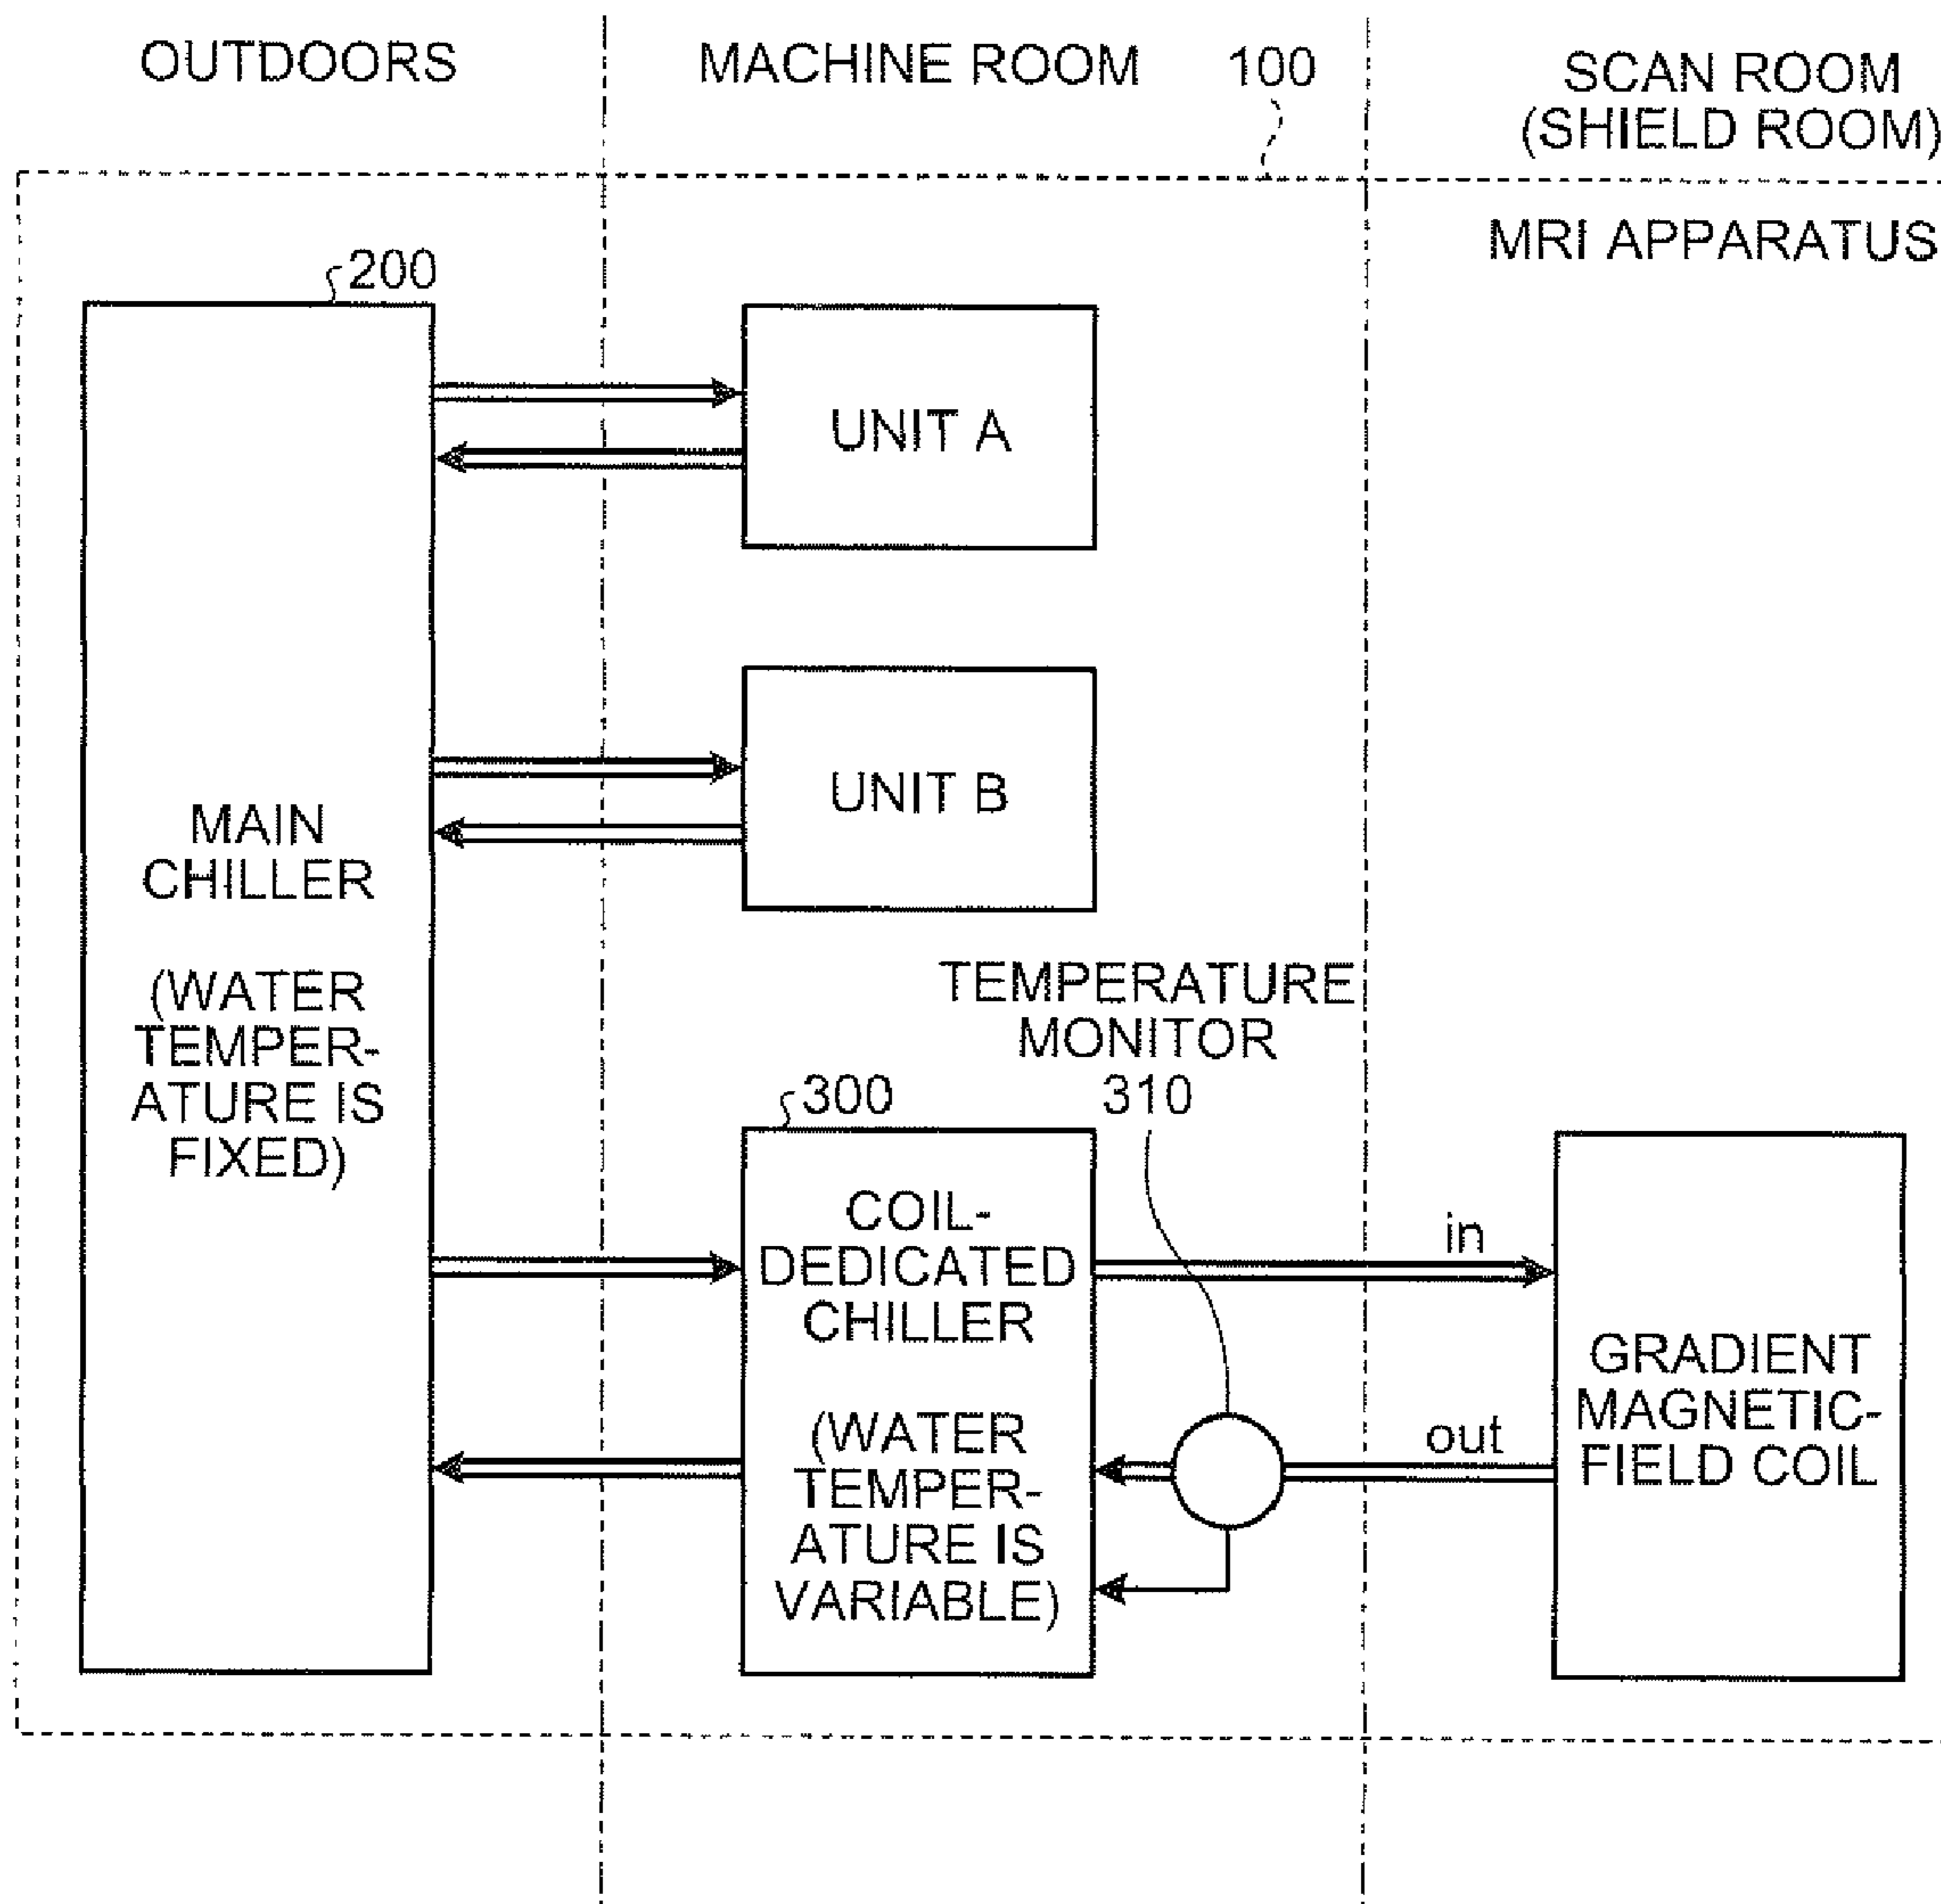 OUTDOORS
MACHINE ROOM
100
SCAN ROOM
(SHIELD ROOM)
MRI APPARATUS
200
MAIN
CHILLER
(WATER
TEMPER-
ATURE IS
FIXED)
UNIT A
UNIT B
TEMPERATURE
MONITOR
310
300
COIL-
DEDICATED
CHILLER
(WATER
TEMPER-
ATURE IS
VARIABLE)
in
out
GRADIENT
MAGNETIC-
FIELD COIL